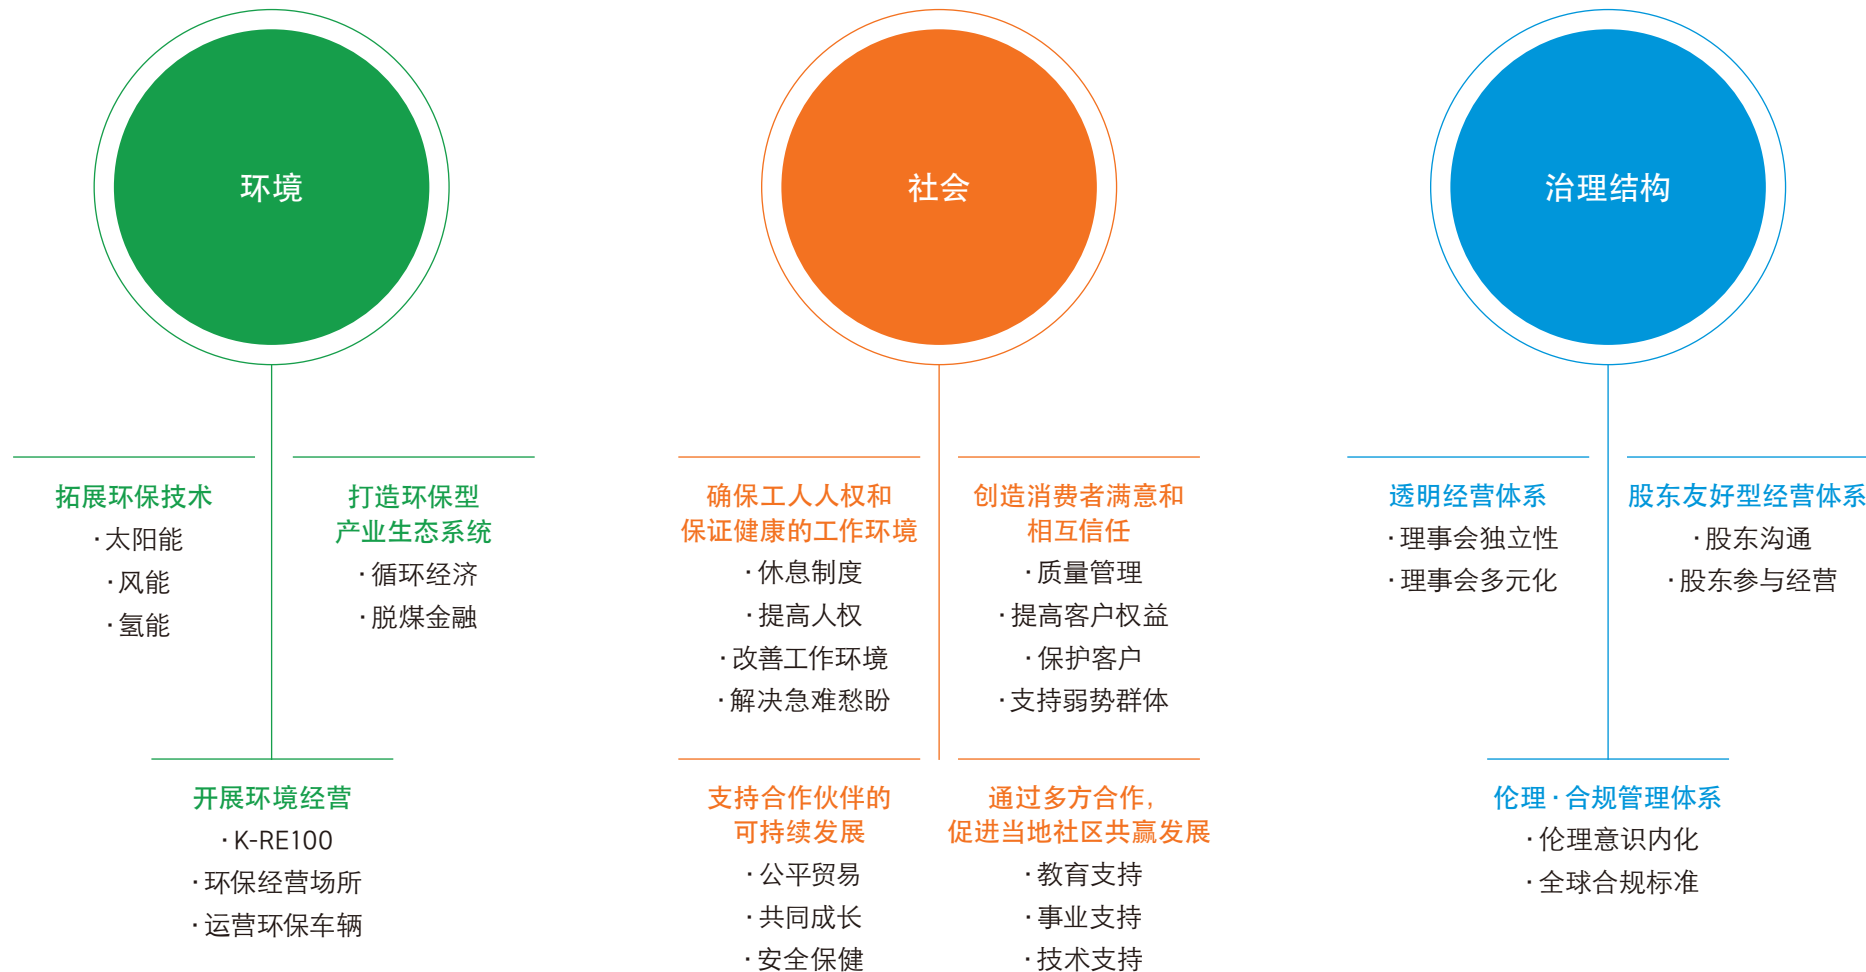 环境
拓展环保技术
·太阳能
·风能
·氢能
打造环保型
产业生态系统
·循环经济
·脱煤金融
开展环境经营
·K-RE100
·环保经营场所
·运营环保车辆
社会
确保工人人权和
保证健康的工作环境
·休息制度
·提高人权
·改善工作环境
·解决急难愁盼
创造消费者满意和
相互信任
·质量管理
·提高客户权益
·保护客户
·支持弱势群体
支持合作伙伴的
可持续发展
·公平贸易
·共同成长
·安全保健
通过多方合作，
促进当地社区共赢发展
·教育支持
·事业支持
·技术支持
治理结构
透明经营体系
·理事会独立性
·理事会多元化
股东友好型经营体系
·股东沟通
·股东参与经营
伦理·合规管理体系
·伦理意识内化
·全球合规标准